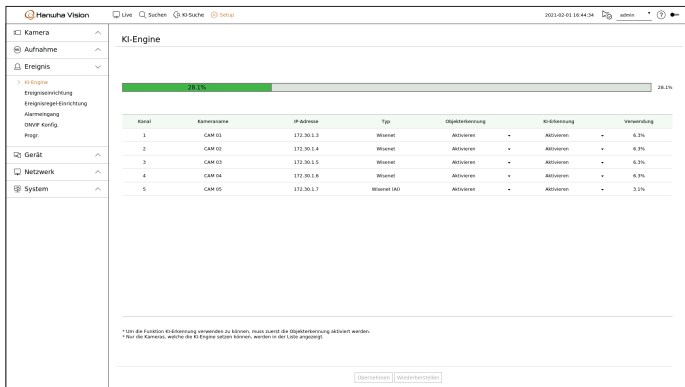 Hanwha Vision
Live Suchen KI-Suche Setup
2021-02-01 16:44:34 admin
Kamera
Aufnahme
Ereignis
> KI-Engine
Ereigniseinrichtung
Ereignisregel-Einrichtung
Alarmeingang
ONVIF Konfig.
Progr.
Gerät
Netzwerk
System
KI-Engine
28.1% 28.1%
Kanal Kameraname IP-Adresse Typ Objekterkennung KI-Erkennung Verwendung
1 CAM 01 172.30.1.3 Wisenet Aktivieren Aktivieren 6.3%
2 CAM 02 172.30.1.4 Wisenet Aktivieren Aktivieren 6.3%
3 CAM 03 172.30.1.5 Wisenet Aktivieren Aktivieren 6.3%
4 CAM 04 172.30.1.6 Wisenet Aktivieren Aktivieren 6.3%
5 CAM 05 172.30.1.7 Wisenet (AI) Aktivieren Aktivieren 3.1%
* Um die Funktion KI-Erkennung verwenden zu können, muss zuerst die Objekterkennung aktiviert werden.
* Nur die Kameras, welche die KI-Engine setzen können, werden in der Liste angezeigt.
Übernehmen Wiederherstellen